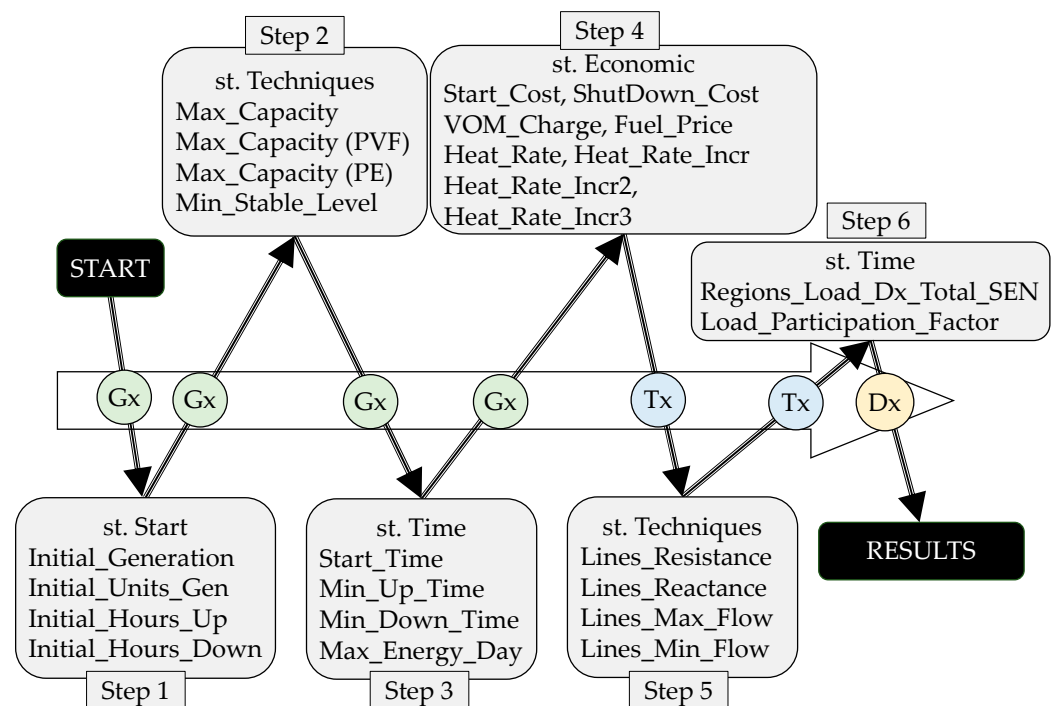 Step 2
st. Techniques
Max_Capacity
Max_Capacity (PVF)
Max_Capacity (PE)
Min_Stable_Level
Step 4
st. Economic
Start_Cost, ShutDown_Cost
VOM_Charge, Fuel_Price
Heat_Rate, Heat_Rate_Incr
Heat_Rate_Incr2,
Heat_Rate_Incr3
Step 6
st. Time
Regions_Load_Dx_Total_SEN
Load_Participation_Factor
START
Gx
Gx
Gx
Gx
Tx
Tx
Dx
st. Start
Initial_Generation
Initial_Units_Gen
Initial_Hours_Up
Initial_Hours_Down
Step 1
st. Time
Start_Time
Min_Up_Time
Min_Down_Time
Max_Energy_Day
Step 3
st. Techniques
Lines_Resistance
Lines_Reactance
Lines_Max_Flow
Lines_Min_Flow
Step 5
RESULTS